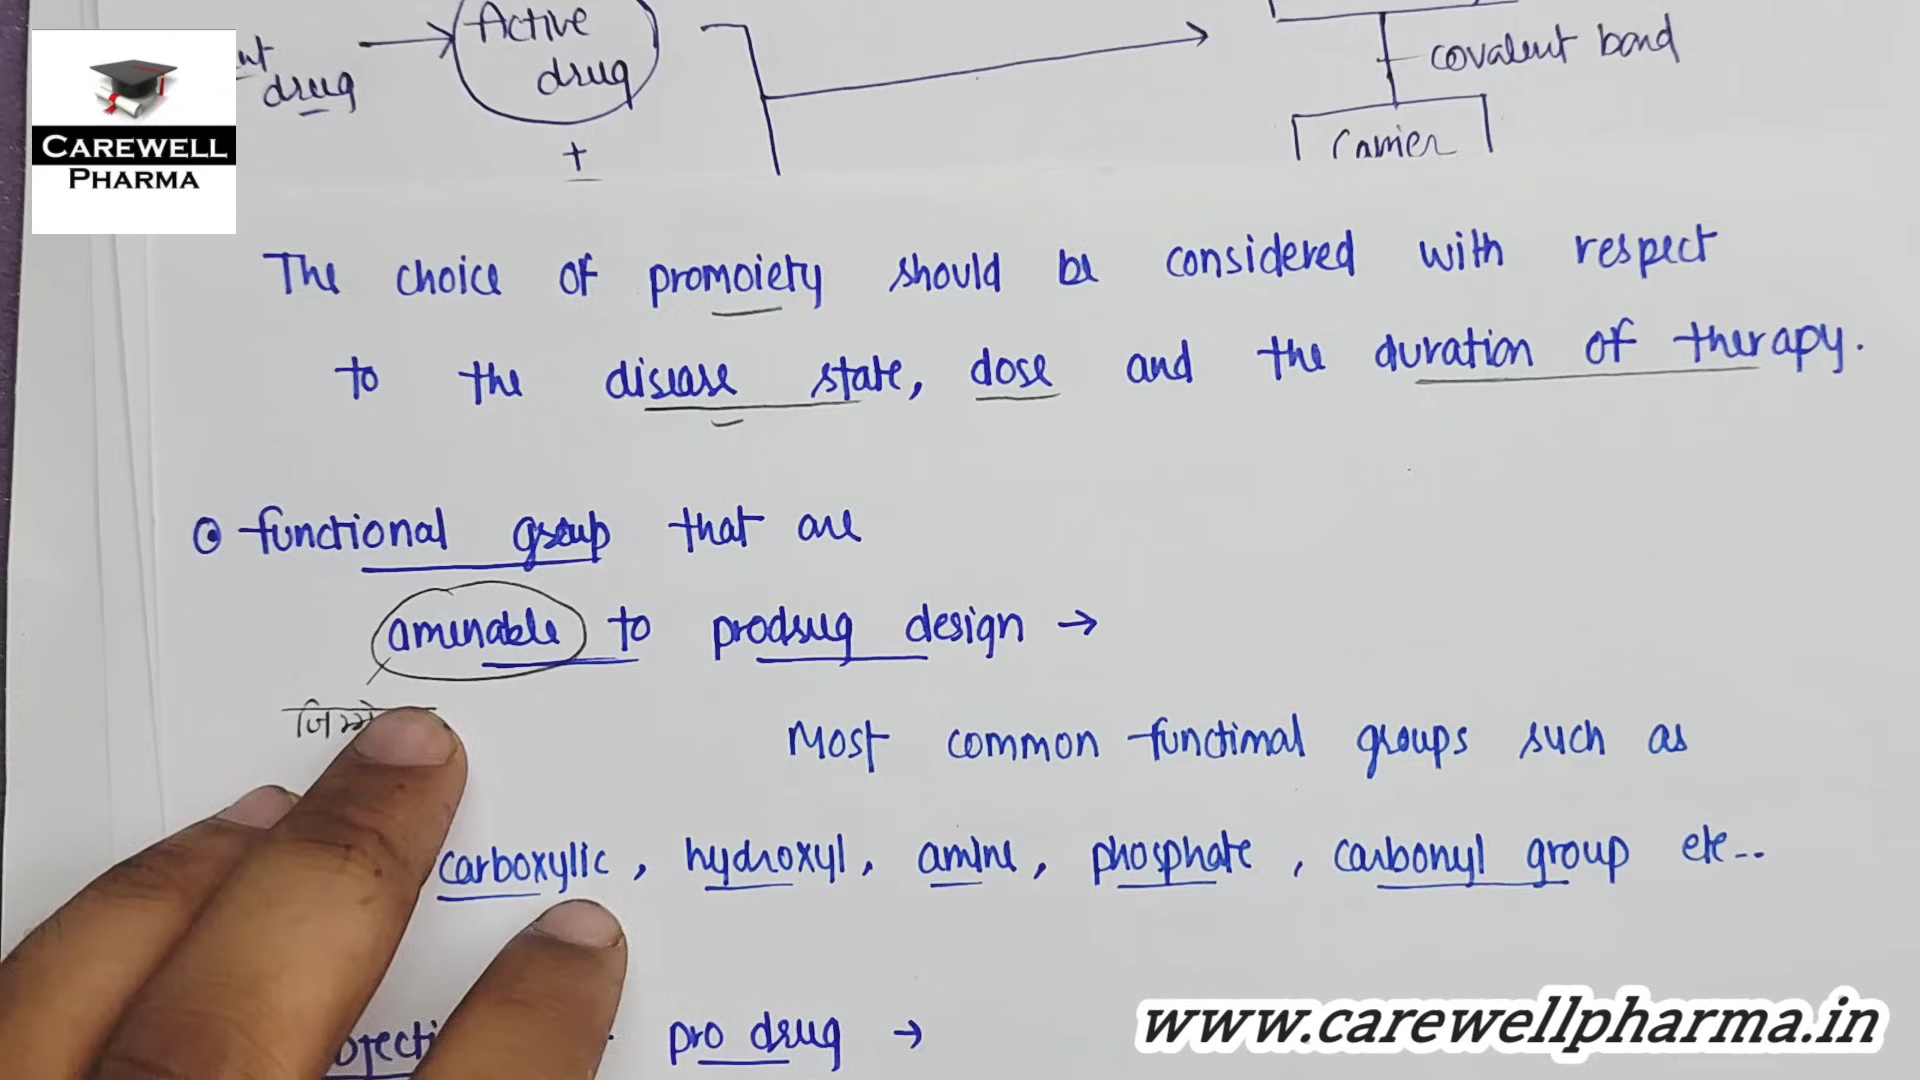 Active
drug
drug
+
covalent bond
Carrier
CAREWELL
PHARMA
The choice of promoiety should be considered with respect
to the disease state, dose and the duration of therapy.
functional group that are
amenable to prodrug design →
Most common functional groups such as
carboxylic, hydroxyl, amine, phosphate, carbonyl group etc--
pro drug →
www.carewellpharma.in